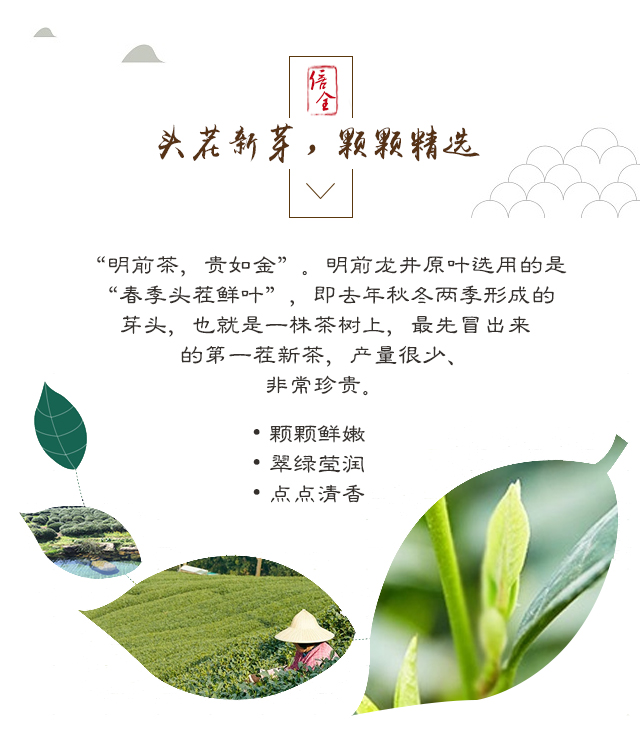 倍全
头茬新芽，颗颗精选
“明前茶，贵如金”。明前龙井原叶选用的是
“春季头茬鲜叶”，即去年秋冬两季形成的
芽头，也就是一株茶树上，最先冒出来
的第一茬新茶，产量很少、
非常珍贵。
• 颗颗鲜嫩
• 翠绿莹润
• 点点清香